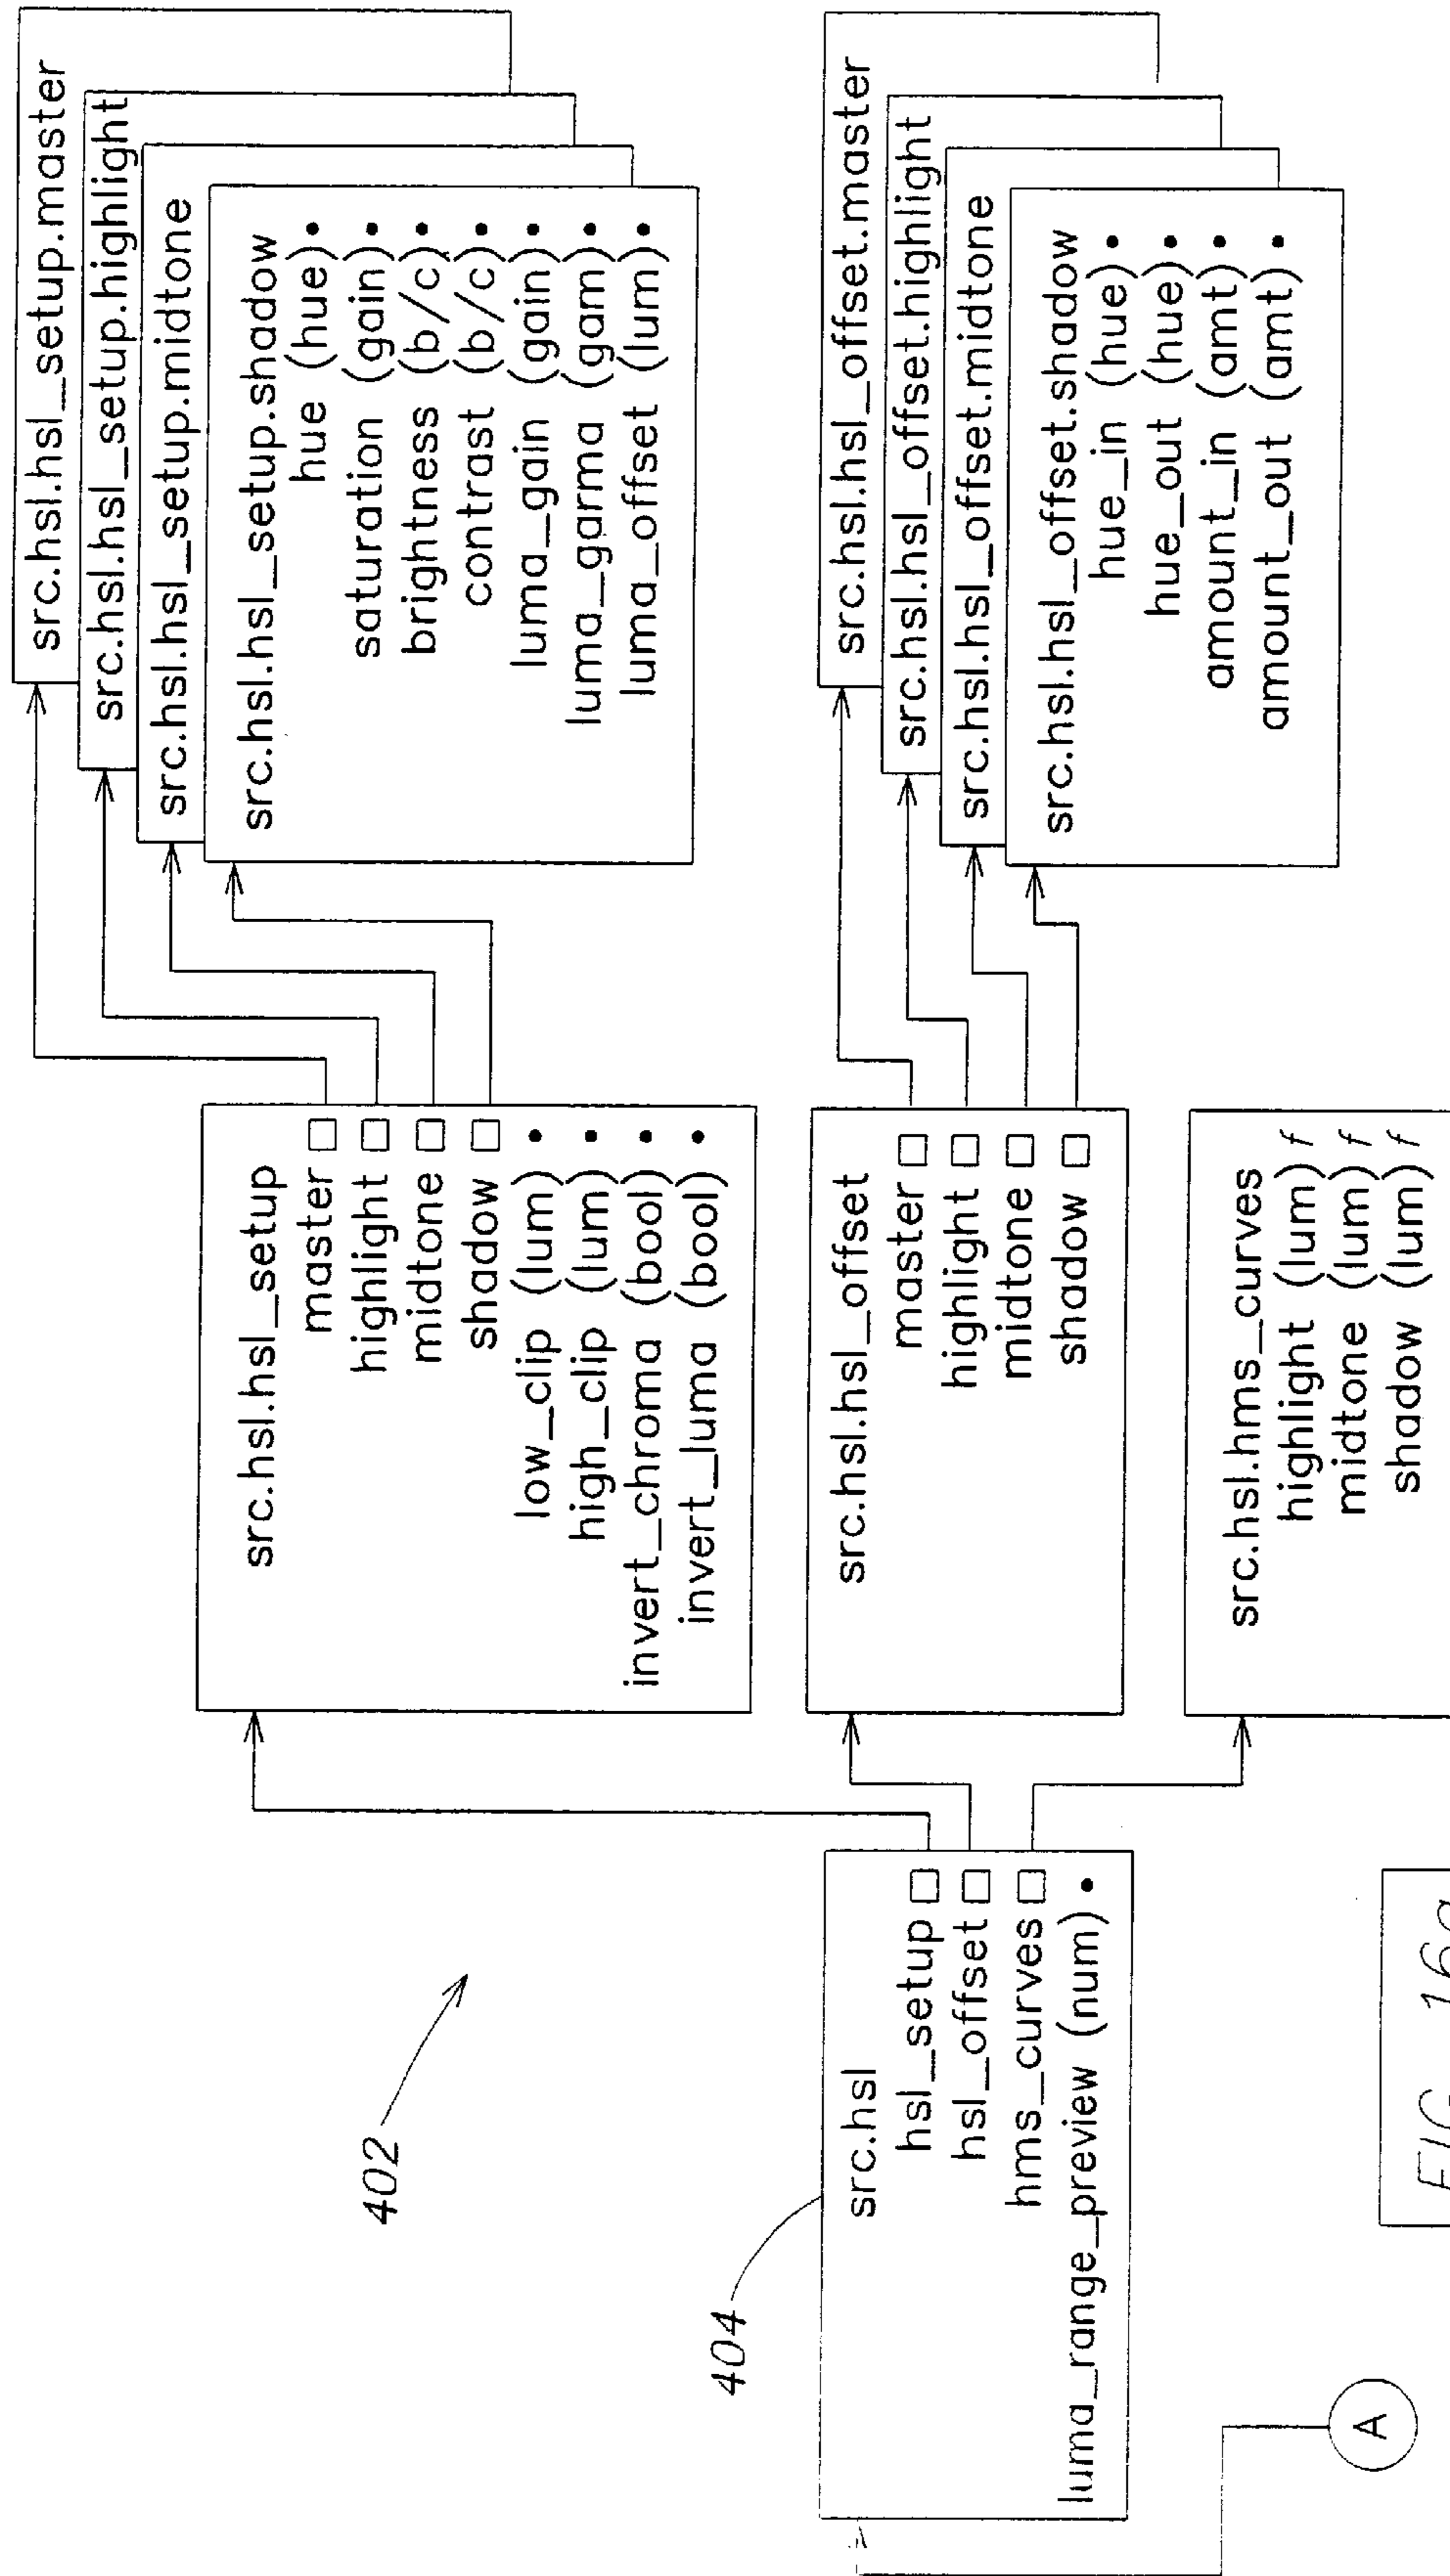 402
404
src.hsl
hsl_setup
hsl_offset
hms_curves
luma_range_preview (num)
A
src.hsl.hsl_setup
master
highlight
midtone
shadow
low_clip (lum)
high_clip (lum)
invert_chroma (bool)
invert_luma (bool)
src.hsl.hsl_offset
master
highlight
midtone
shadow
src.hsl.hms_curves
highlight (lum) f
midtone (lum) f
shadow (lum) f
src.hsl.hsl_setup.master
src.hsl.hsl_setup.highlight
src.hsl.hsl_setup.midtone
src.hsl.hsl_setup.shadow
hue (hue)
saturation (gain)
brightness (b/c)
contrast (b/c)
luma_gain (gain)
luma_garma (gam)
luma_offset (lum)
src.hsl.hsl_offset.master
src.hsl.hsl_offset.highlight
src.hsl.hsl_offset.midtone
src.hsl.hsl_offset.shadow
hue_in (hue)
hue_out (hue)
amount_in (amt)
amount_out (amt)
FIG. 16a